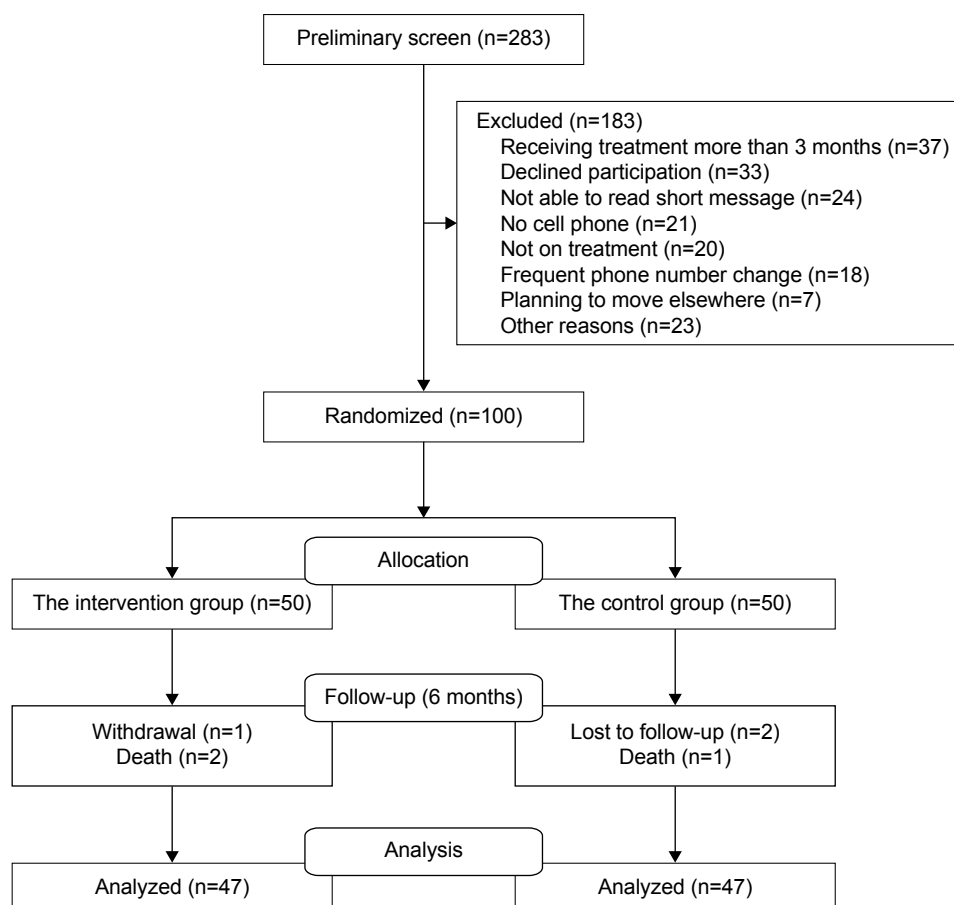 Preliminary screen (n=283)
Excluded (n=183)
Receiving treatment more than 3 months (n=37)
Declined participation (n=33)
Not able to read short message (n=24)
No cell phone (n=21)
Not on treatment (n=20)
Frequent phone number change (n=18)
Planning to move elsewhere (n=7)
Other reasons (n=23)
Randomized (n=100)
Allocation
The intervention group (n=50)
The control group (n=50)
Follow-up (6 months)
Withdrawal (n=1)
Death (n=2)
Lost to follow-up (n=2)
Death (n=1)
Analysis
Analyzed (n=47)
Analyzed (n=47)